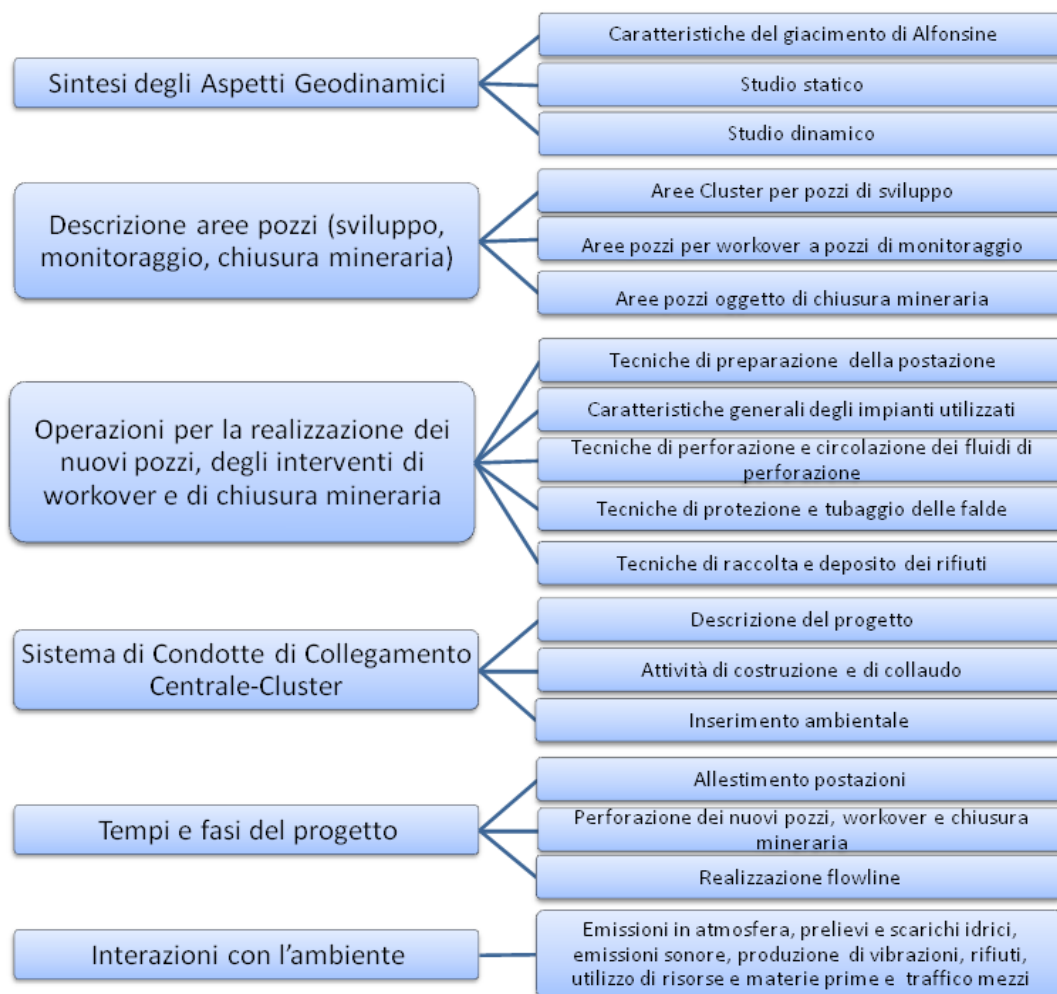 Sintesi degli Aspetti Geodinamici
Caratteristiche del giacimento di Alfonsine
Studio statico
Studio dinamico
Descrizione aree pozzi (sviluppo,
monitoraggio, chiusura mineraria)
Aree Cluster per pozzi di sviluppo
Aree pozzi per workover a pozzi di monitoraggio
Aree pozzi oggetto di chiusura mineraria
Operazioni per la realizzazione dei
nuovi pozzi, degli interventi di
workover e di chiusura mineraria
Tecniche di preparazione della postazione
Caratteristiche generali degli impianti utilizzati
Tecniche di perforazione e circolazione dei fluidi di
perforazione
Tecniche di protezione e tubaggio delle falde
Tecniche di raccolta e deposito dei rifiuti
Sistema di Condotte di Collegamento
Centrale-Cluster
Descrizione del progetto
Attività di costruzione e di collaudo
Inserimento ambientale
Tempi e fasi del progetto
Allestimento postazioni
Perforazione dei nuovi pozzi, workover e chiusura
mineraria
Realizzazione flowline
Interazioni con l'ambiente
Emissioni in atmosfera, prelievi e scarichi idrici,
emissioni sonore, produzione di vibrazioni, rifiuti,
utilizzo di risorse e materie prime e traffico mezzi